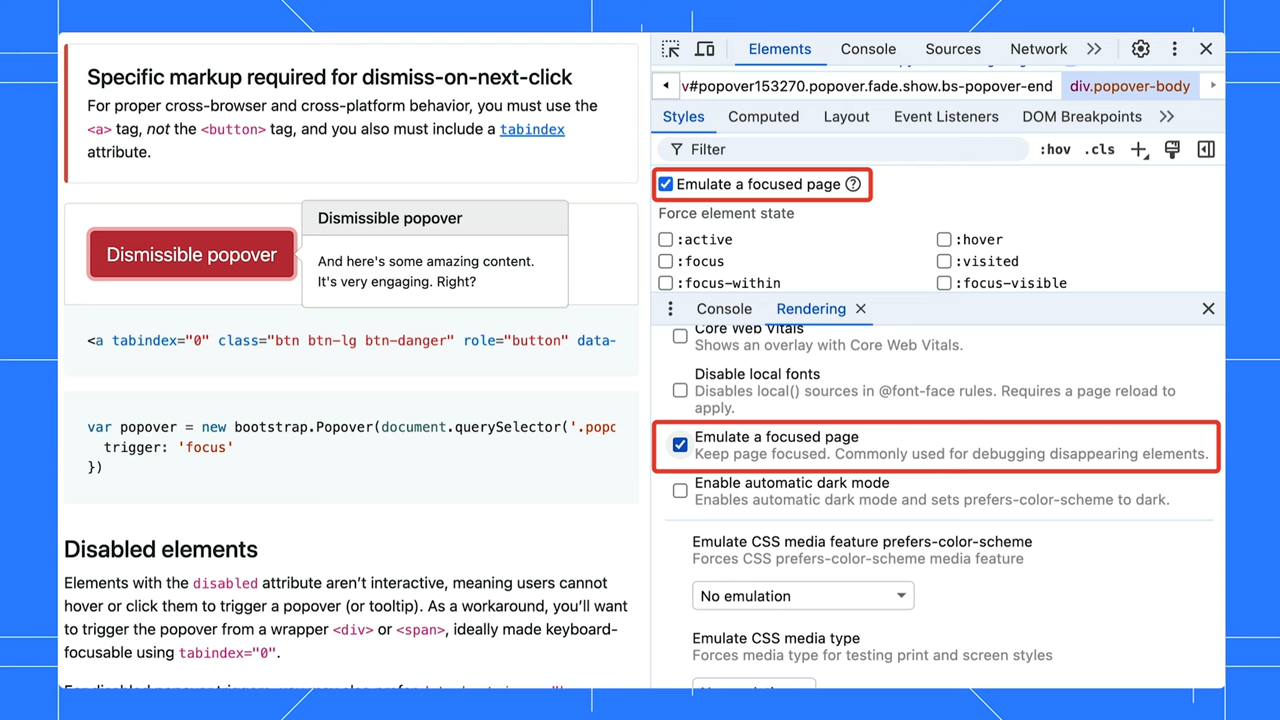 Specific markup required for dismiss-on-next-click
For proper cross-browser and cross-platform behavior, you must use the
<a> tag, not the <button> tag, and you also must include a tabindex
attribute.
Dismissible popover
Dismissible popover
And here's some amazing content.
It's very engaging. Right?
<a tabindex="0" class="btn btn-lg btn-danger" role="button" data-
var popover = new bootstrap.Popover(document.querySelector('.popo
trigger: 'focus'
})
Disabled elements
Elements with the disabled attribute aren't interactive, meaning users cannot
hover or click them to trigger a popover (or tooltip). As a workaround, you'll want
to trigger the popover from a wrapper <div> or <span>, ideally made keyboard-
focusable using tabindex="0".
Elements Console Sources Network
v#popover153270.popover.fade.show.bs-popover-end div.popover-body
Styles Computed Layout Event Listeners DOM Breakpoints
Filter :hov .cls
Emulate a focused page
Force element state
:active :hover
:focus :visited
:focus-within :focus-visible
Console Rendering
Core Web Vitals
Shows an overlay with Core Web Vitals.
Disable local fonts
Disables local() sources in @font-face rules. Requires a page reload to
apply.
Emulate a focused page
Keep page focused. Commonly used for debugging disappearing elements.
Enable automatic dark mode
Enables automatic dark mode and sets prefers-color-scheme to dark.
Emulate CSS media feature prefers-color-scheme
Forces CSS prefers-color-scheme media feature
No emulation
Emulate CSS media type
Forces media type for testing print and screen styles